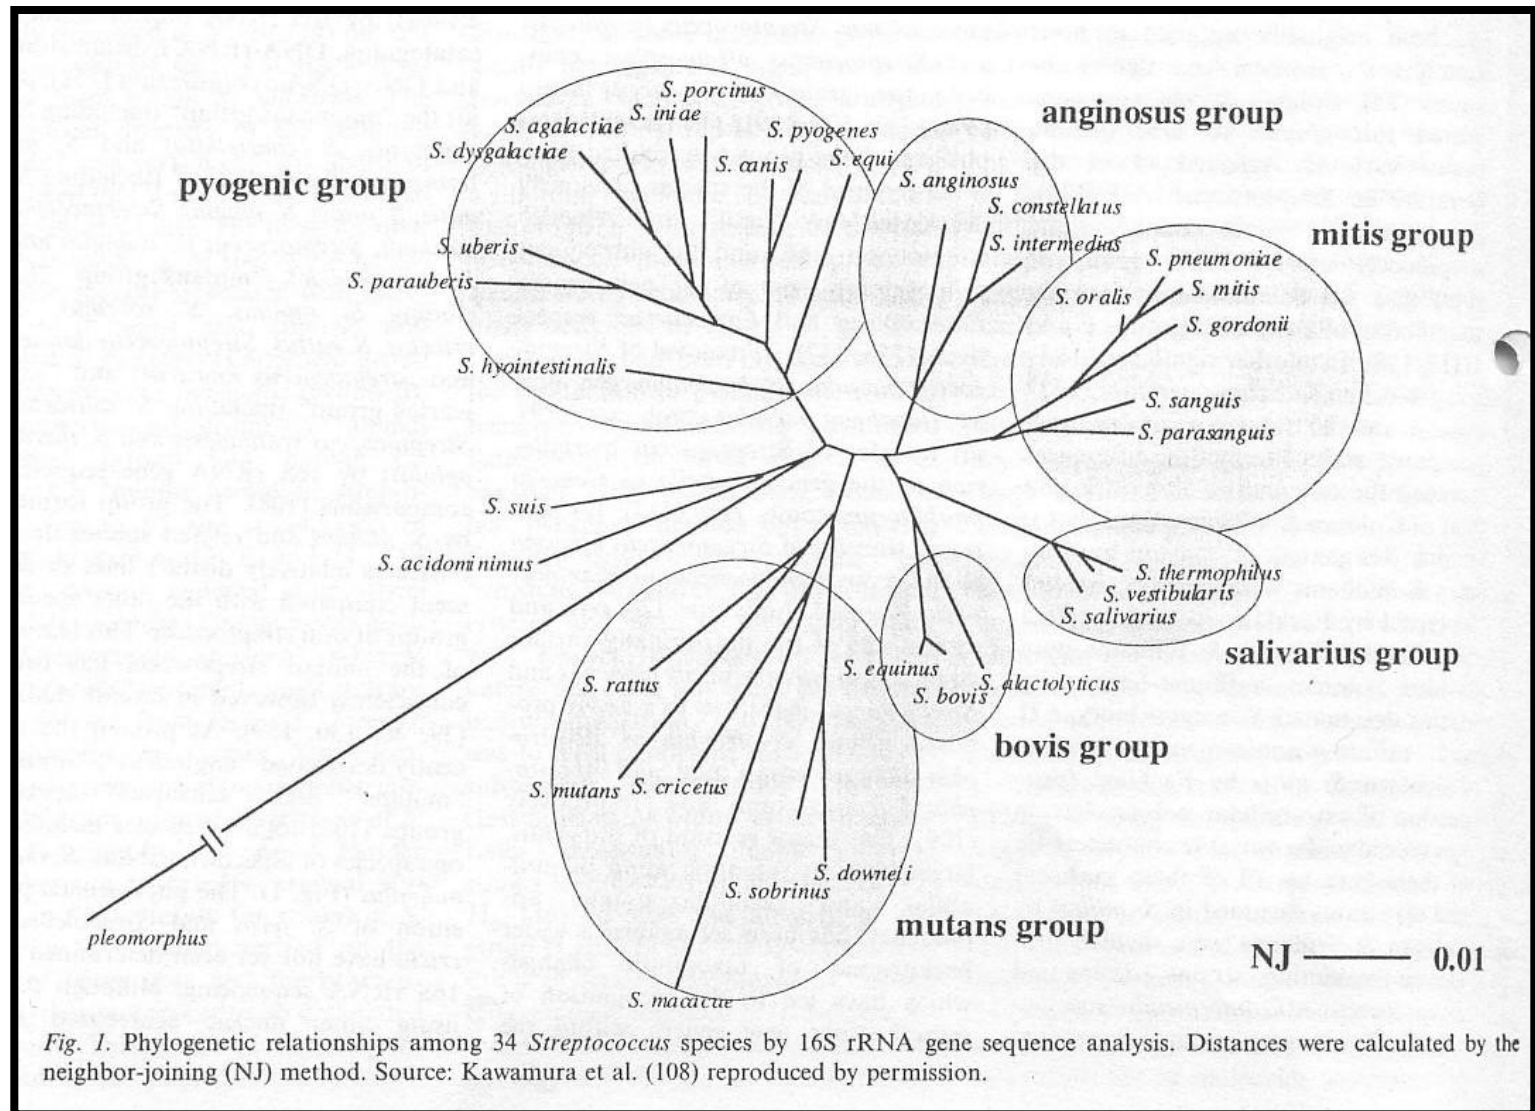 S. porcinus
S. iniae
S. agalactiae
S. pyogenes
S. dysgalactiae
S. canis
S. equi
pyogenic group
S. uberis
S. parauberis
S. hyointestinalis
anginosus group
S. anginosus
S. constellatus
S. intermedius
mitis group
S. pneumoniae
S. oralis
S. mitis
S. gordonii
S. sanguis
S. parasanguis
S. suis
S. acidominimus
S. thermophilus
S. vestibularis
S. salivarius
salivarius group
S. equinus
S. alactolyticus
S. bovis
bovis group
S. rattus
S. mutans
S. cricetus
S. downeii
S. sobrinus
mutans group
S. macacae
pleomorphus
NJ 0.01
Fig. 1. Phylogenetic relationships among 34 Streptococcus species by 16S rRNA gene sequence analysis. Distances were calculated by the
neighbor-joining (NJ) method. Source: Kawamura et al. (108) reproduced by permission.